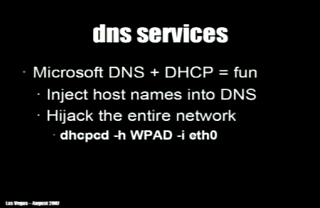 dns services
· Microsoft DNS + DHCP = fun
· Inject host names into DNS
· Hijack the entire network
· dhcpcd -h WPAD -i eth0
Las Vegas – August 2007